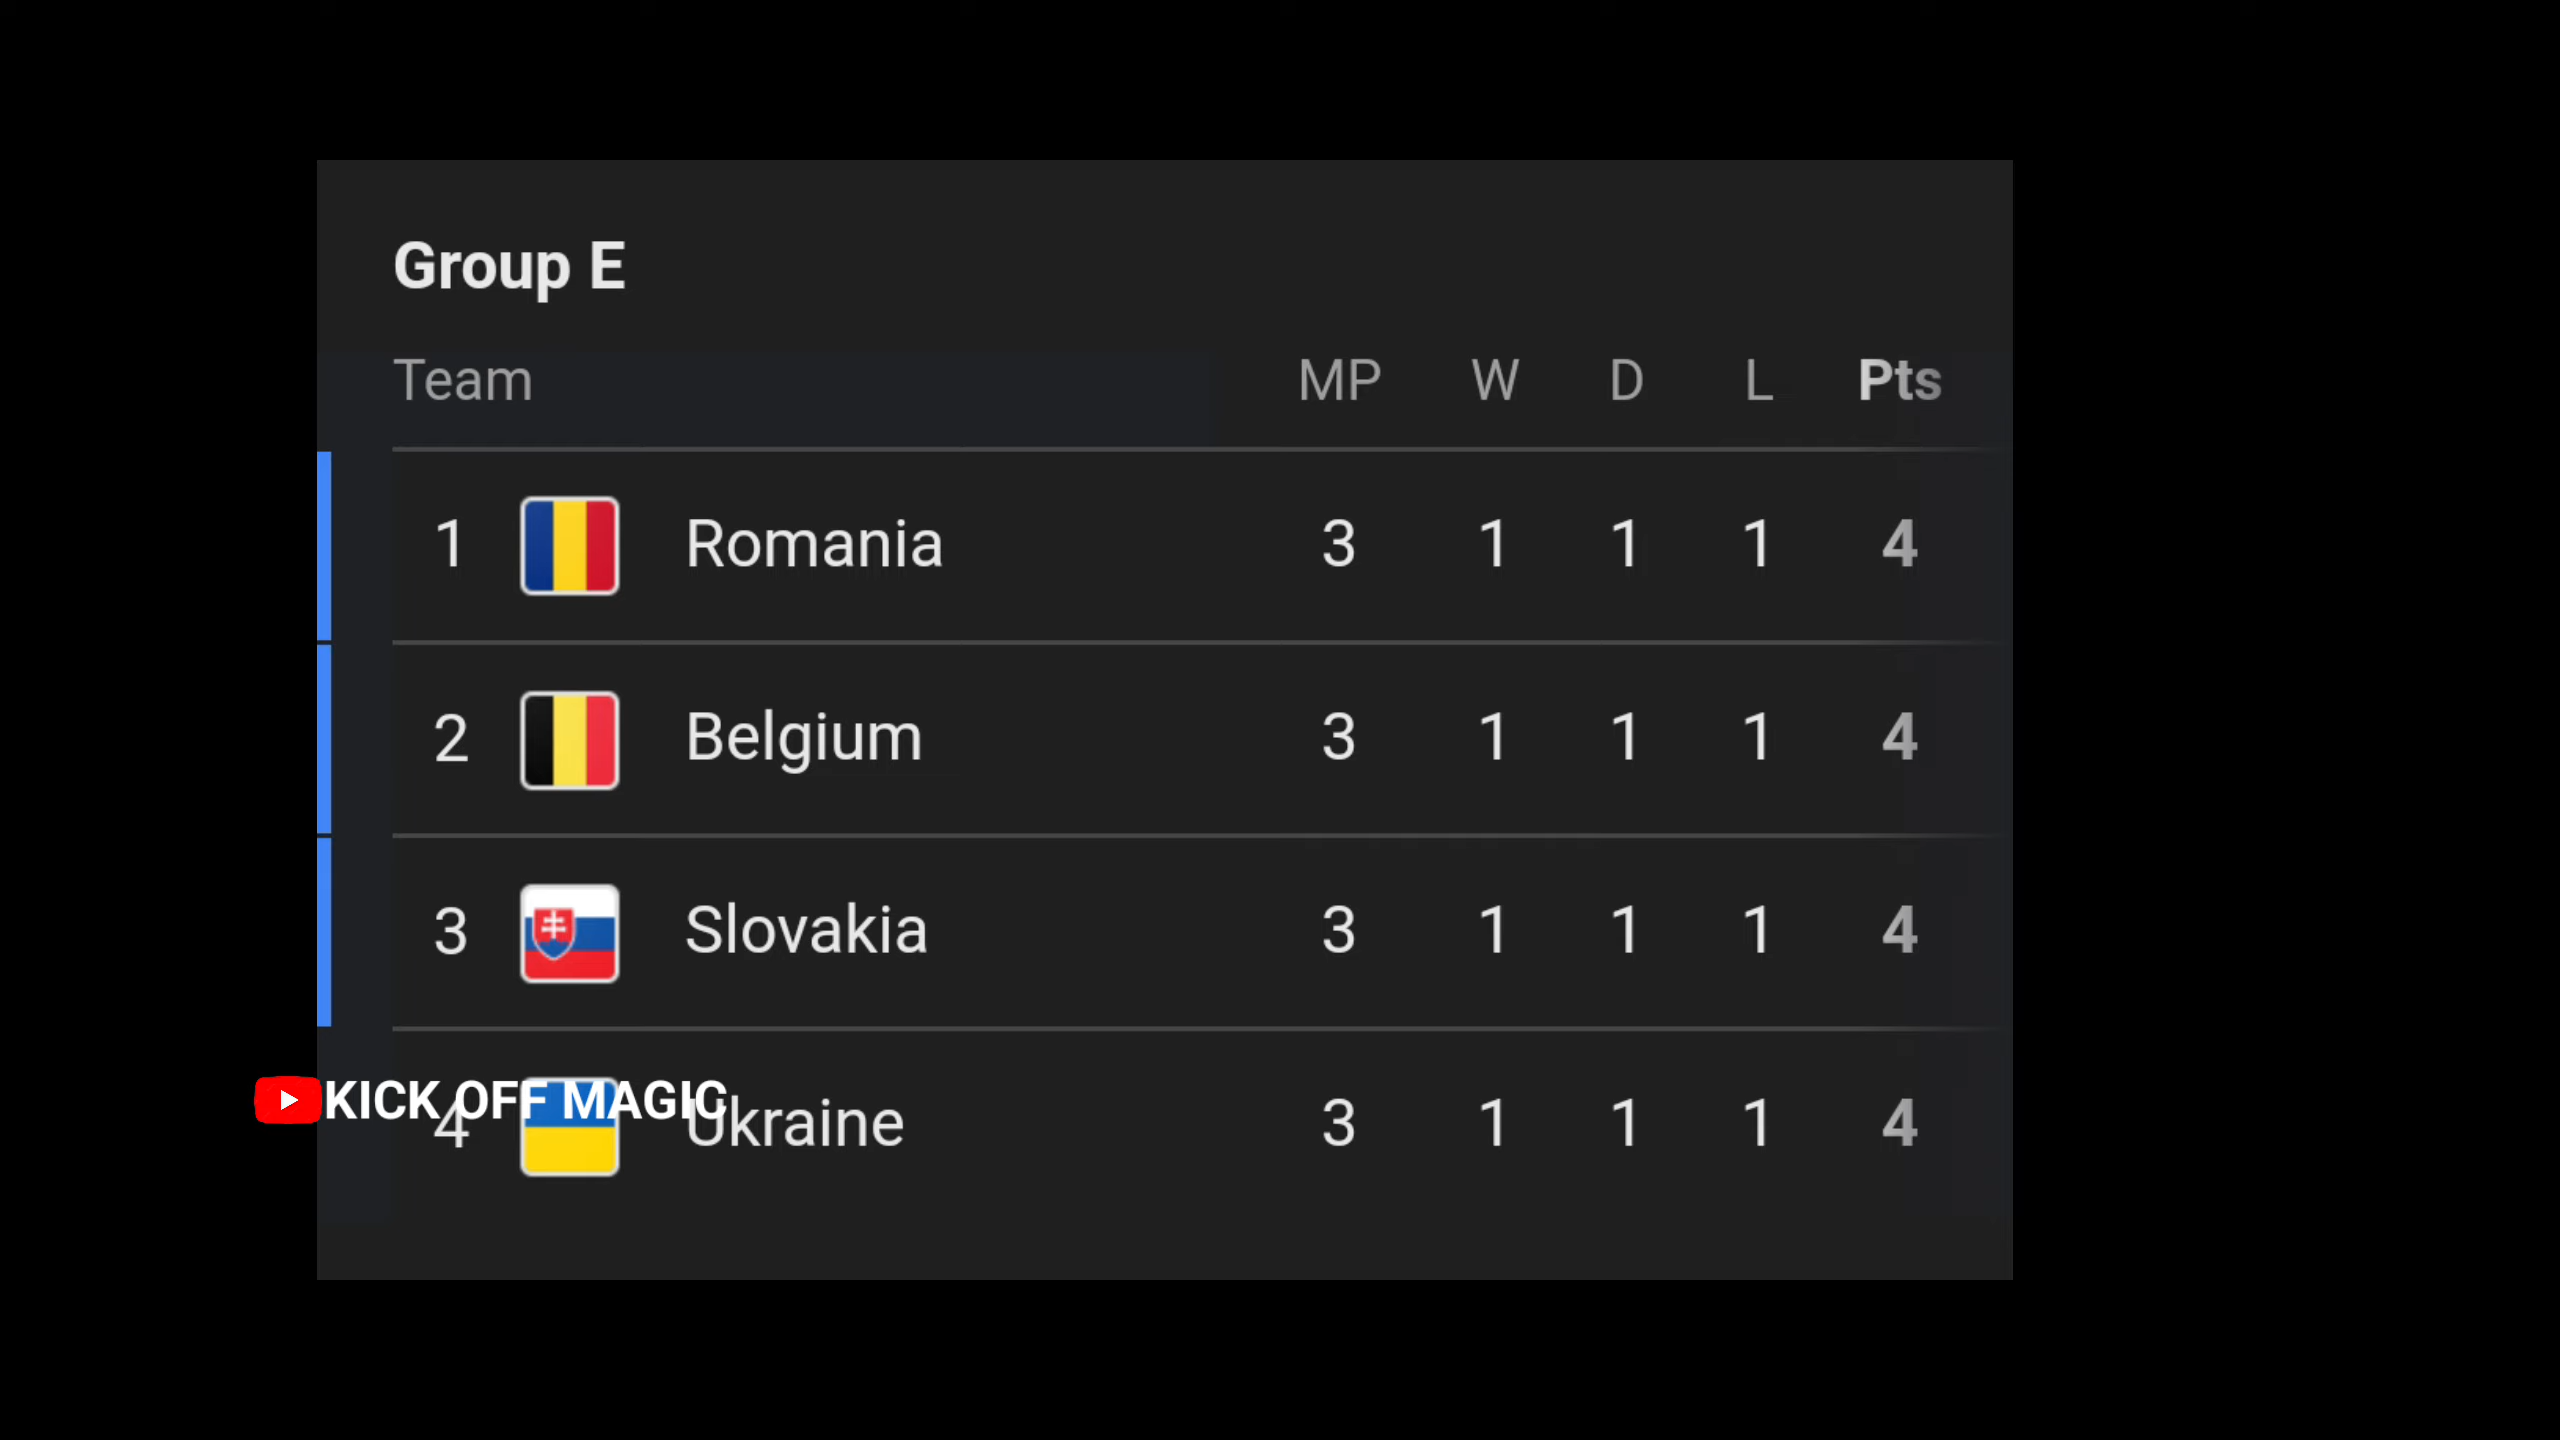 Group E
Team MP W D L Pts
1 Romania 3 1 1 1 4
2 Belgium 3 1 1 1 4
3 Slovakia 3 1 1 1 4
KICK OFF MAGIC
4 Ukraine 3 1 1 1 4